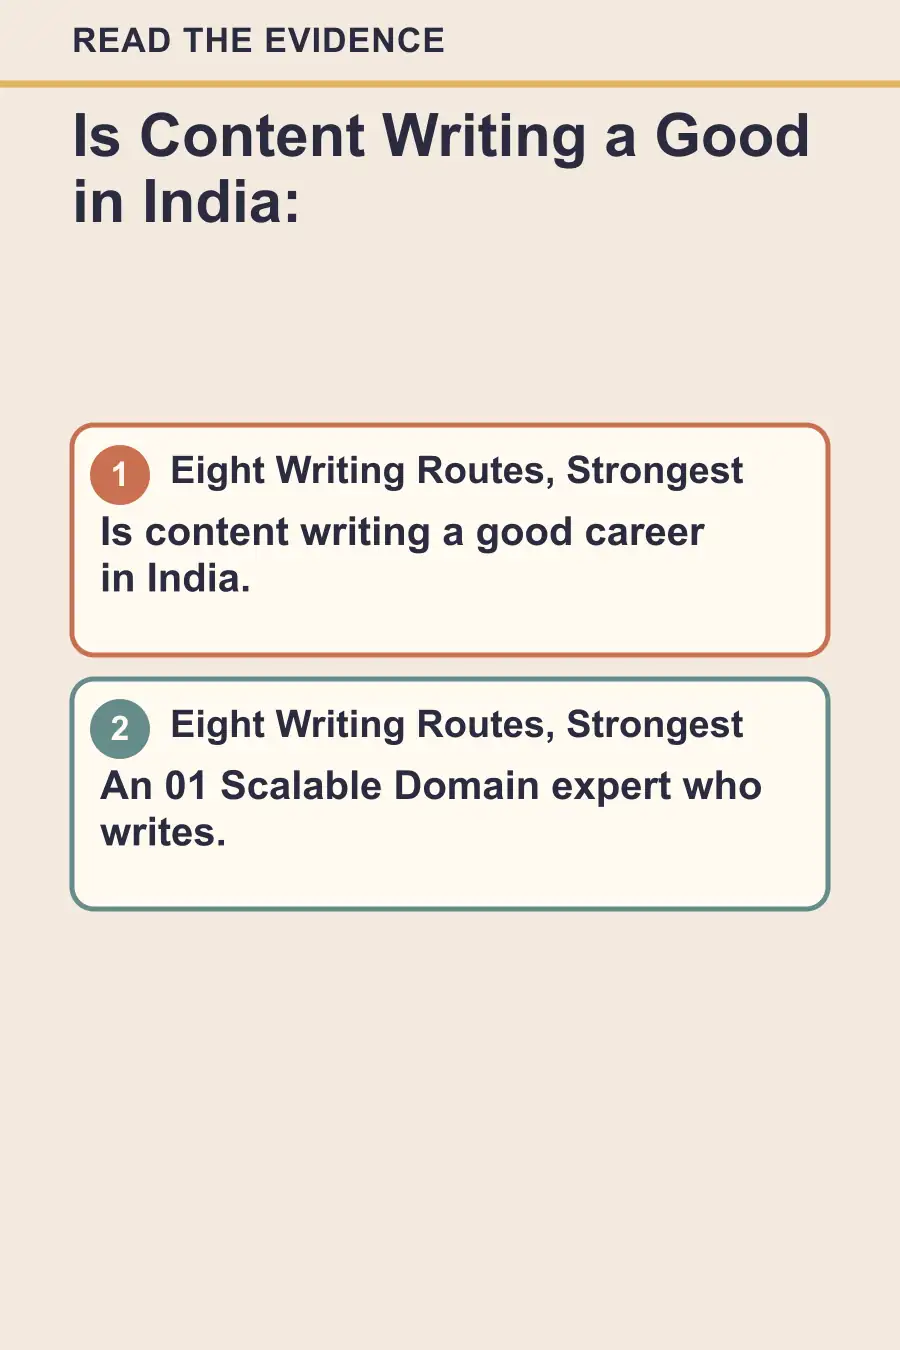 READ THE EVIDENCE
Is Content Writing a Good
in India:
1 Eight Writing Routes, Strongest
Is content writing a good career
in India.
2 Eight Writing Routes, Strongest
An 01 Scalable Domain expert who
writes.